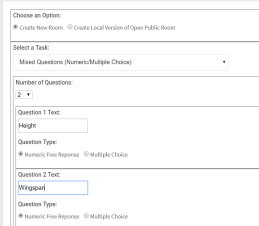 Choose an Option:
Create New Room Create Local Version of Open Public Room
Select a Task:
Mixed Questions (Numeric/Multiple Choice)
Number of Questions:
2
Question 1 Text:
Height
Question Type:
Numeric Free Reponse Multiple Choice
Question 2 Text:
Wingspan
Question Type:
Numeric Free Reponse Multiple Choice